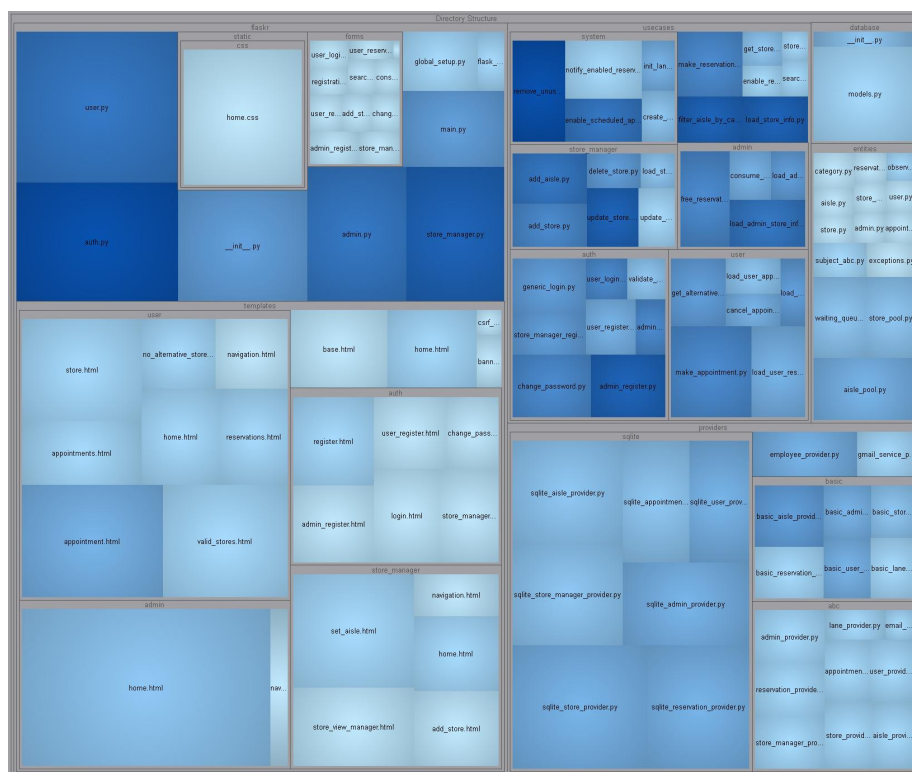 Directory Structure
flaskr
user.py
auth.py
static
css
home.css
__init__.py
forms
user_logi...
user_reserv...
registrati...
searc...
cons...
user_re...
add_st...
chang...
admin_regist...
store_man...
global_setup.py
flask_...
main.py
admin.py
store_manager.py
templates
user
store.html
no_alternative_store...
navigation.html
appointments.html
home.html
reservations.html
appointment.html
valid_stores.html
admin
home.html
nav...
base.html
home.html
csrf_...
bann...
auth
register.html
user_register.html
change_pass...
admin_register.html
login.html
store_manager...
store_manager
set_aisle.html
navigation.html
home.html
store_view_manager.html
add_store.html
usecases
system
remove_unus...
notify_enabled_reserv...
init_lan...
enable_scheduled_ap...
create_...
make_reservation...
get_store...
store...
enable_re...
searc...
filter_aisle_by_ca...
load_store_info.py
store_manager
add_aisle.py
delete_store.py
load_st...
add_store.py
update_store...
update_...
admin
free_reservat...
consume_...
load_ad...
load_admin_store_inf...
auth
generic_login.py
user_login...
validate_...
store_manager_regi...
user_register...
admin...
change_password.py
admin_register.py
user
get_alternative...
load_user_app...
load_...
cancel_appoin...
make_appointment.py
load_user_res...
database
__init__.py
models.py
entities
category.py
reservat...
observ...
aisle.py
store_...
user.py
store.py
admin.py
appoint...
subject_abc.py
exceptions.py
waiting_queu...
store_pool.py
aisle_pool.py
providers
sqlite
sqlite_aisle_provider.py
sqlite_appointmen...
sqlite_user_prov...
sqlite_store_manager_provider.py
sqlite_admin_provider.py
sqlite_store_provider.py
sqlite_reservation_provider.py
employee_provider.py
gmail_service_p...
basic
basic_aisle_provid...
basic_admi...
basic_stor...
basic_reservation_...
basic_user_...
basic_lane...
abc
admin_provider.py
lane_provider.py
email_...
reservation_provide...
appointmen...
user_provid...
store_manager_pro...
store_provid...
aisle_provi...